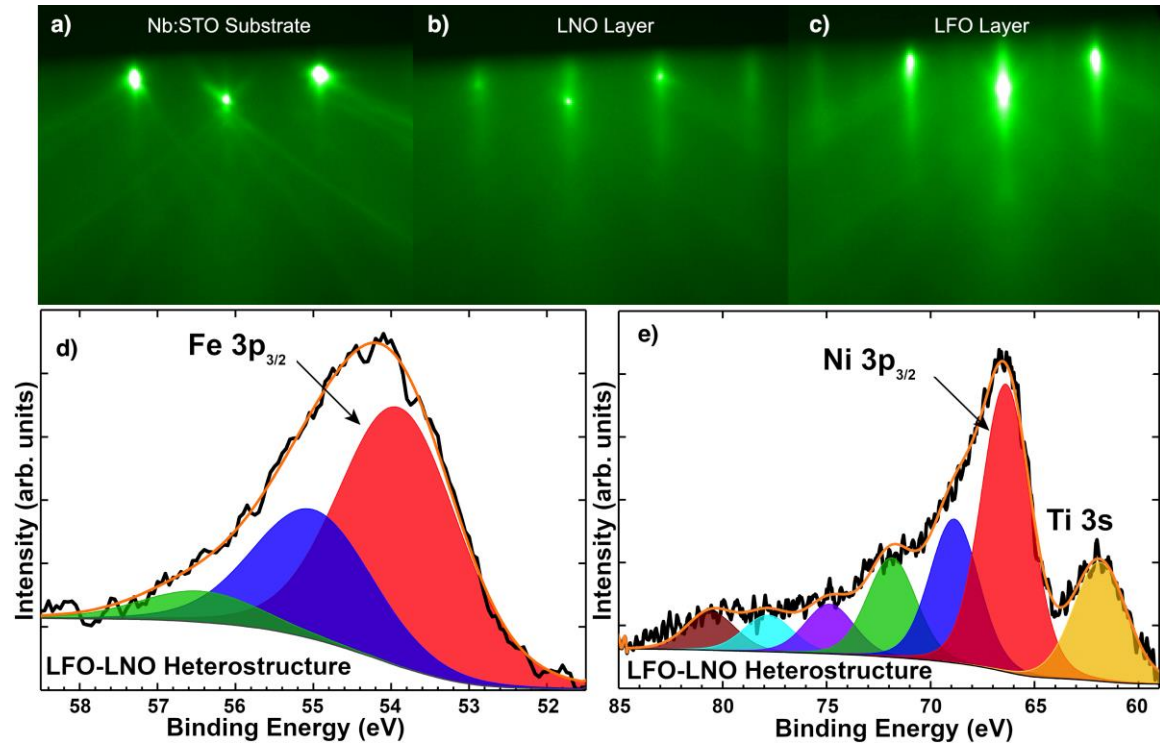 a) Nb:STO Substrate
b) LNO Layer
c) LFO Layer
d)
Fe 3p3/2
Intensity (arb. units)
LFO-LNO Heterostructure
58 57 56 55 54 53 52
Binding Energy (eV)
e)
Ni 3p3/2
Ti 3s
Intensity (arb. units)
LFO-LNO Heterostructure
85 80 75 70 65 60
Binding Energy (eV)